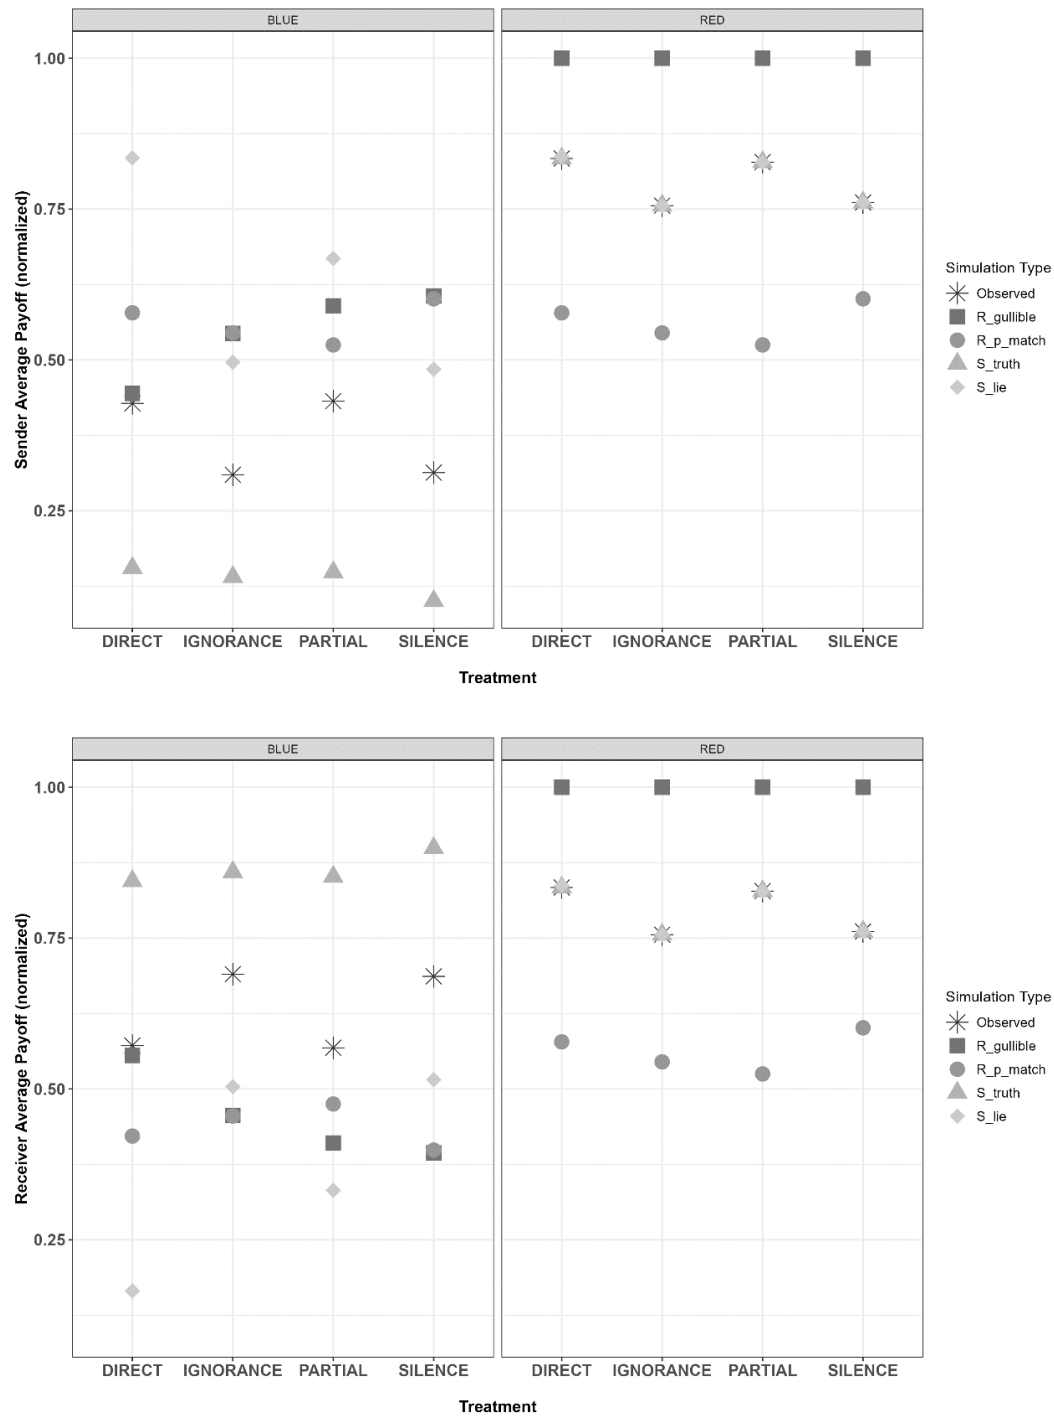 BLUE
RED
Sender Average Payoff (normalized)
1.00
0.75
0.50
0.25
DIRECT IGNORANCE PARTIAL SILENCE
DIRECT IGNORANCE PARTIAL SILENCE
Treatment
Simulation Type
Observed
R_gullible
R_p_match
S_truth
S_lie
BLUE
RED
Receiver Average Payoff (normalized)
1.00
0.75
0.50
0.25
DIRECT IGNORANCE PARTIAL SILENCE
DIRECT IGNORANCE PARTIAL SILENCE
Treatment
Simulation Type
Observed
R_gullible
R_p_match
S_truth
S_lie